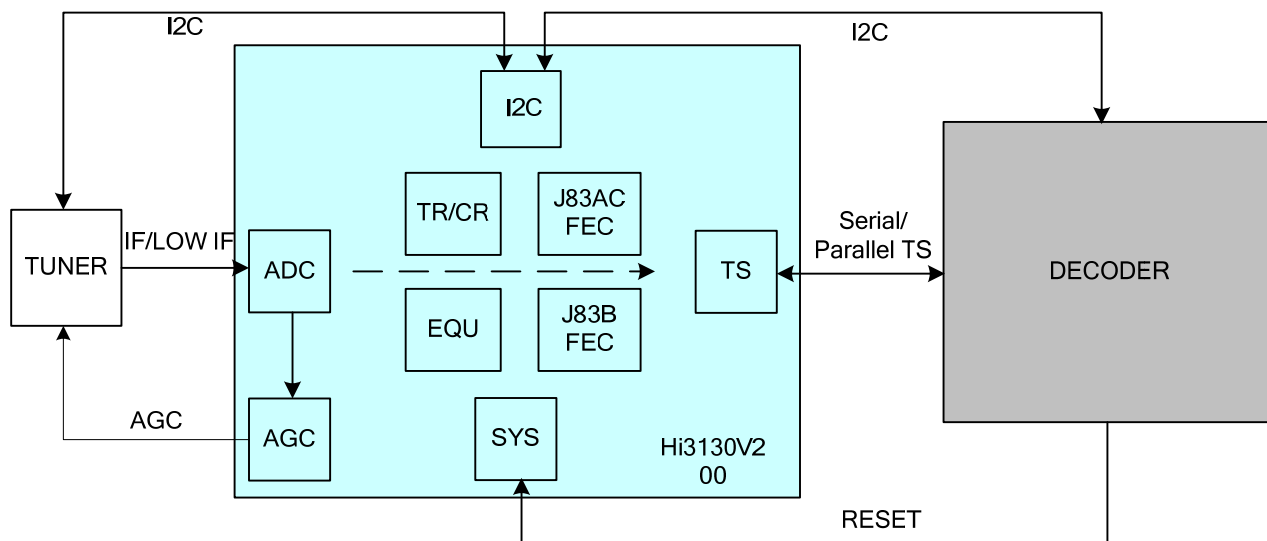 I2C
I2C
I2C
TR/CR
J83AC
FEC
IF/LOW IF
TUNER
ADC
TS
Serial/
Parallel TS
DECODER
EQU
J83B
FEC
AGC
AGC
SYS
Hi3130V2
00
RESET